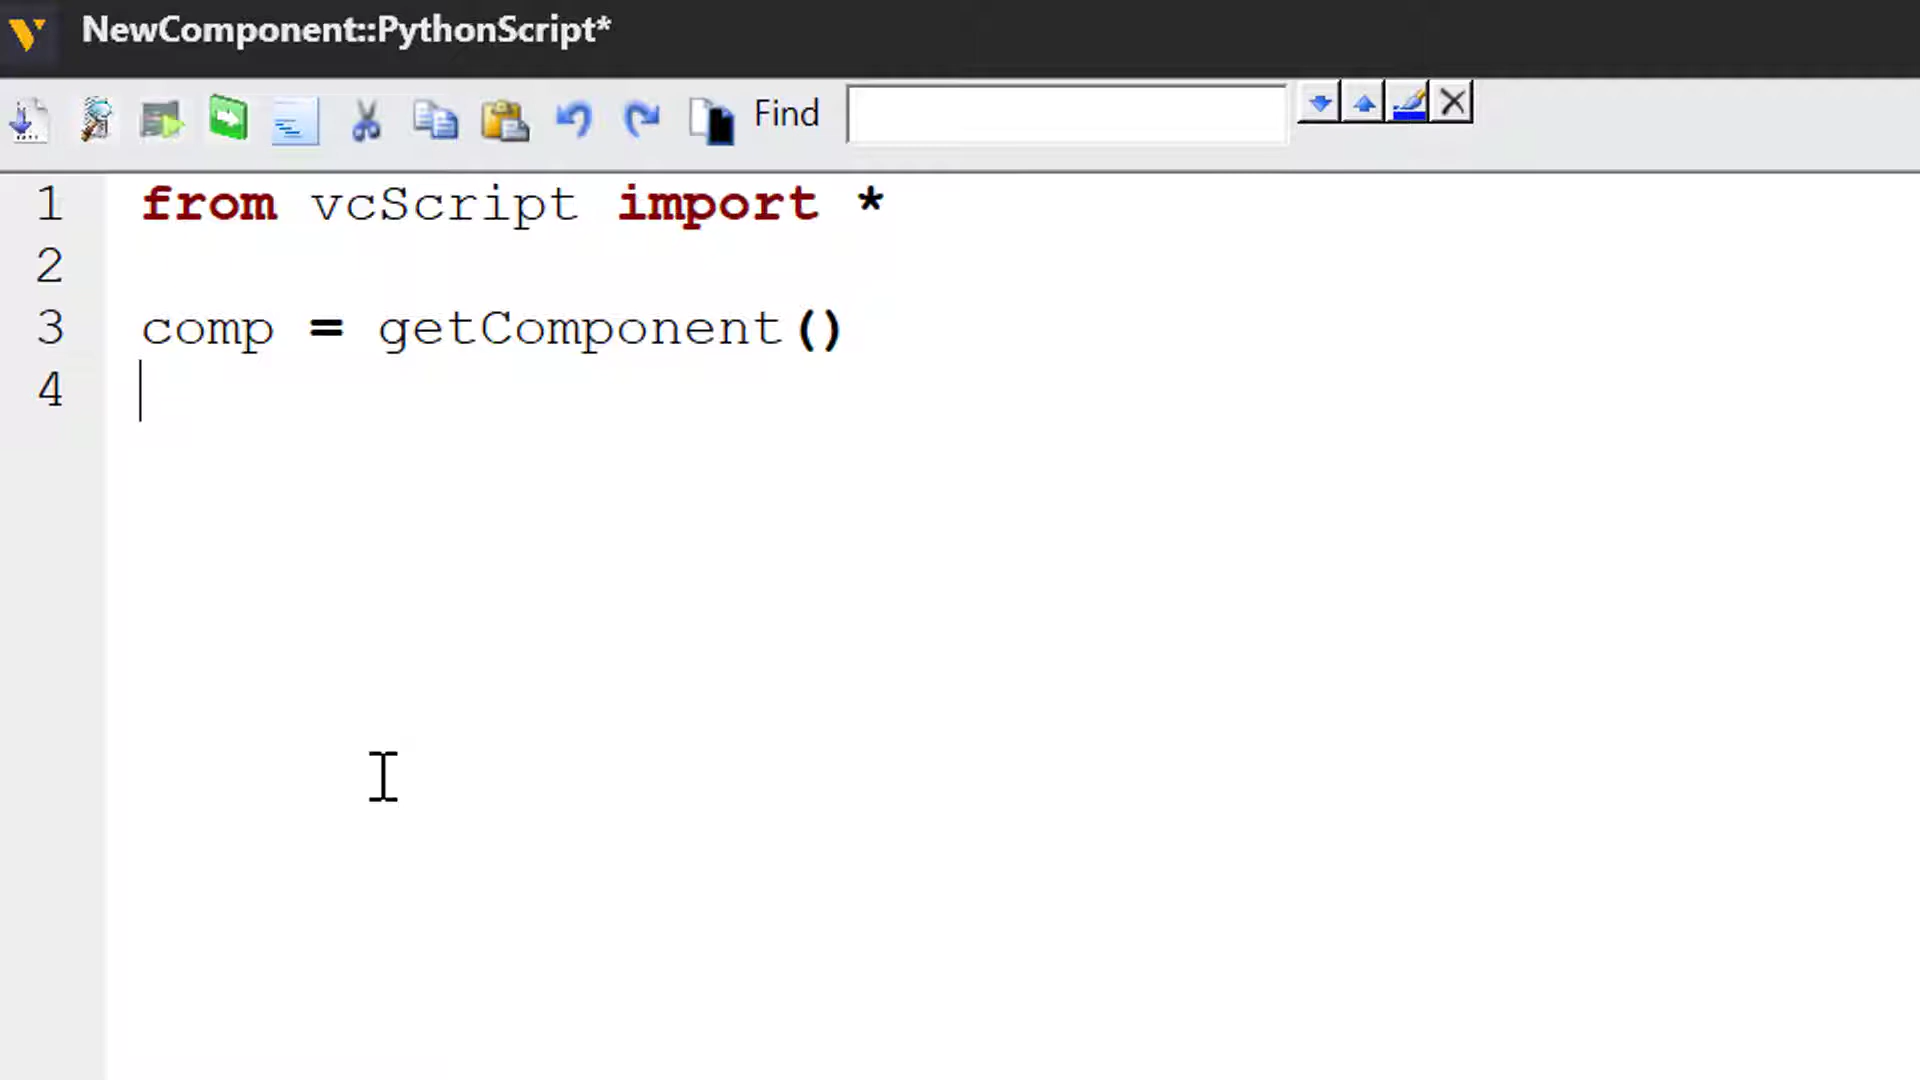 NewComponent::PythonScript*
Find
1 from vcScript import *
2
3 comp = getComponent()
4